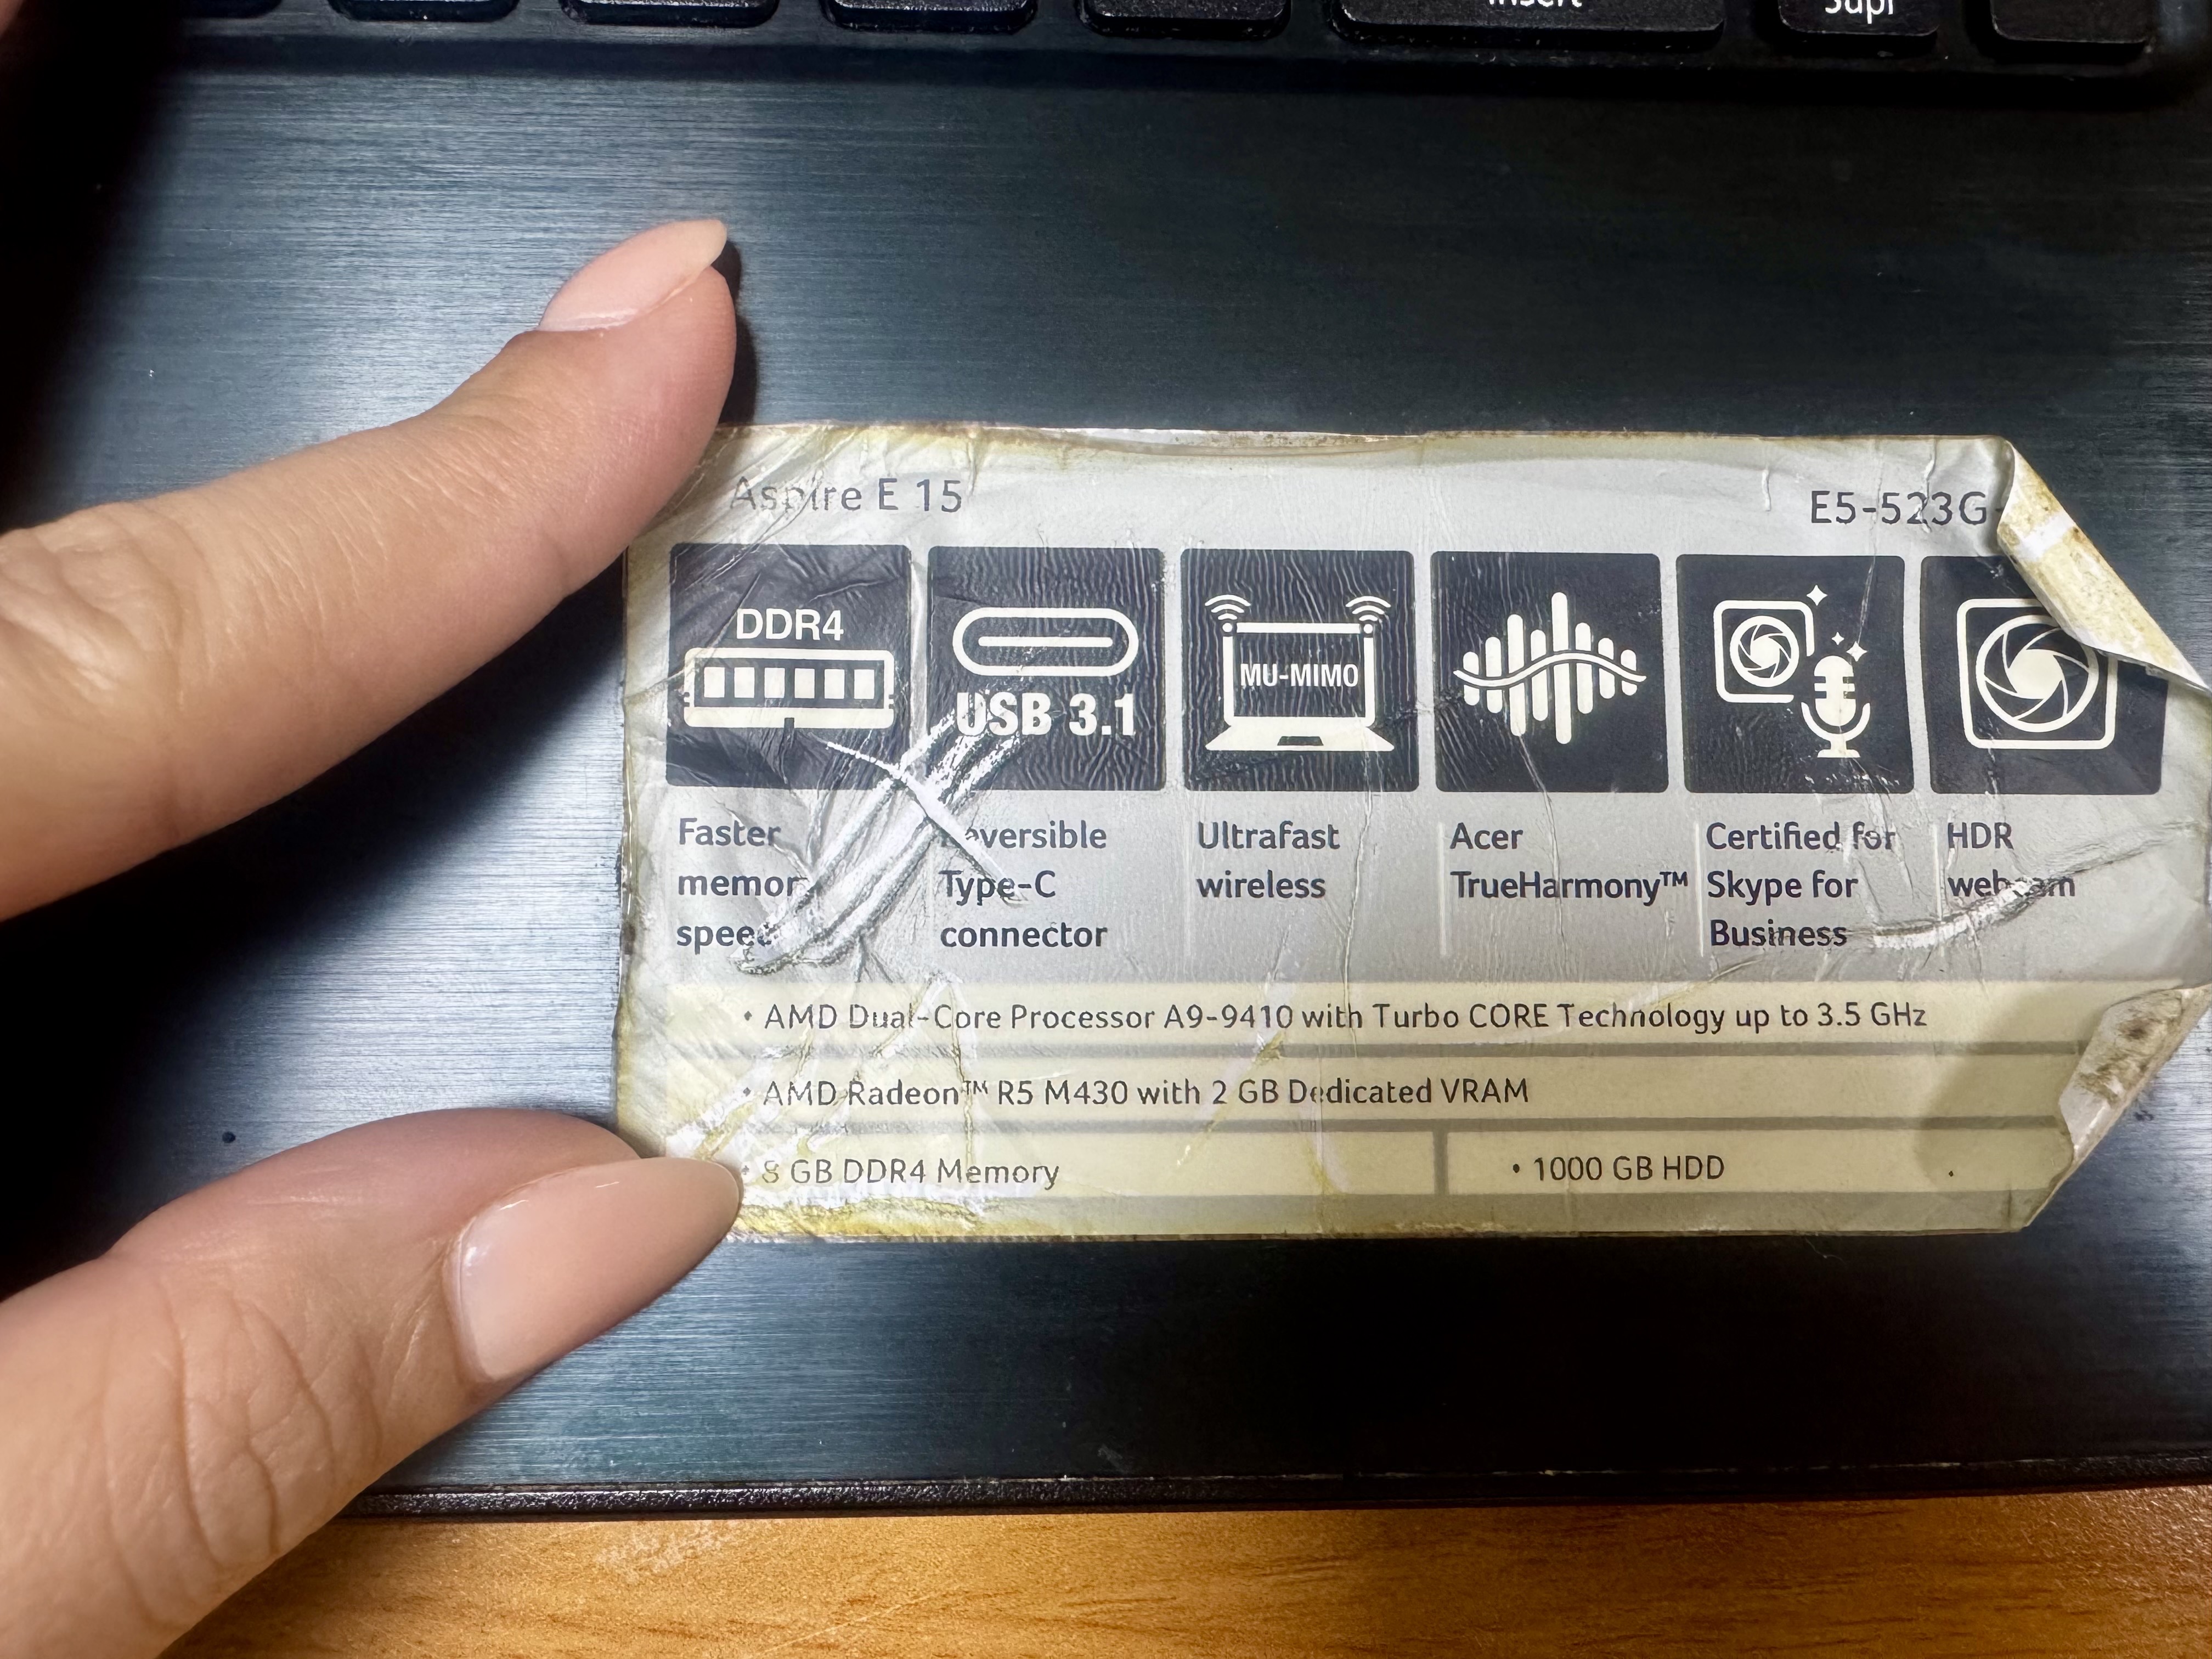 Insert
Supr
Aspire E 15 E5-523G-
DDR4
USB 3.1
MU-MIMO
Faster
memory
speed
Reversible
Type-C
connector
Ultrafast
wireless
Acer
TrueHarmony™
Certified for
Skype for
Business
HDR
webcam
• AMD Dual-Core Processor A9-9410 with Turbo CORE Technology up to 3.5 GHz
• AMD Radeon™ R5 M430 with 2 GB Dedicated VRAM
• 8 GB DDR4 Memory • 1000 GB HDD